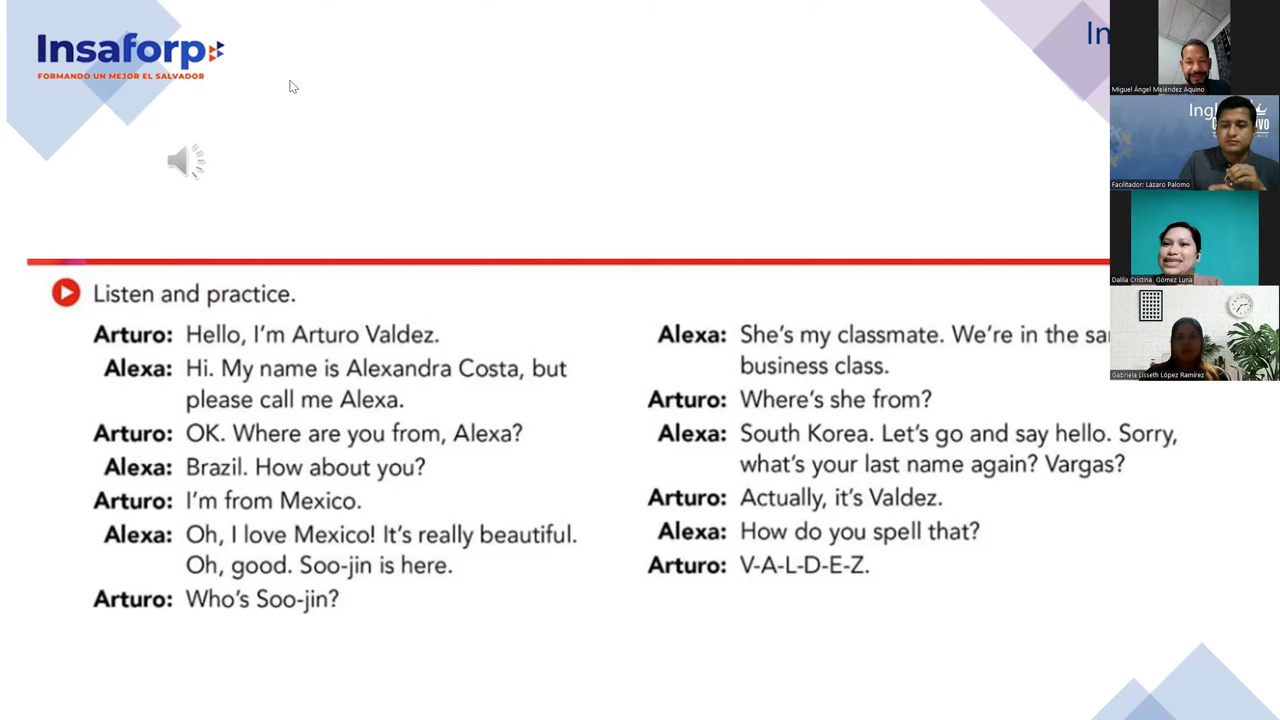 Insaforp
FORMANDO UN MEJOR EL SALVADOR
In
Miguel Ángel Meléndez Aquino
Ingl
Facilitador: Lázaro Palomo
Dalila Cristina Gómez Luna
Gabriela Lisseth López Ramírez
Listen and practice.
Arturo: Hello, I'm Arturo Valdez.
Alexa: Hi. My name is Alexandra Costa, but
please call me Alexa.
Arturo: OK. Where are you from, Alexa?
Alexa: Brazil. How about you?
Arturo: I'm from Mexico.
Alexa: Oh, I love Mexico! It's really beautiful.
Oh, good. Soo-jin is here.
Arturo: Who's Soo-jin?
Alexa: She's my classmate. We're in the
business class.
Arturo: Where's she from?
Alexa: South Korea. Let's go and say hello. Sorry,
what's your last name again? Vargas?
Arturo: Actually, it's Valdez.
Alexa: How do you spell that?
Arturo: V-A-L-D-E-Z.